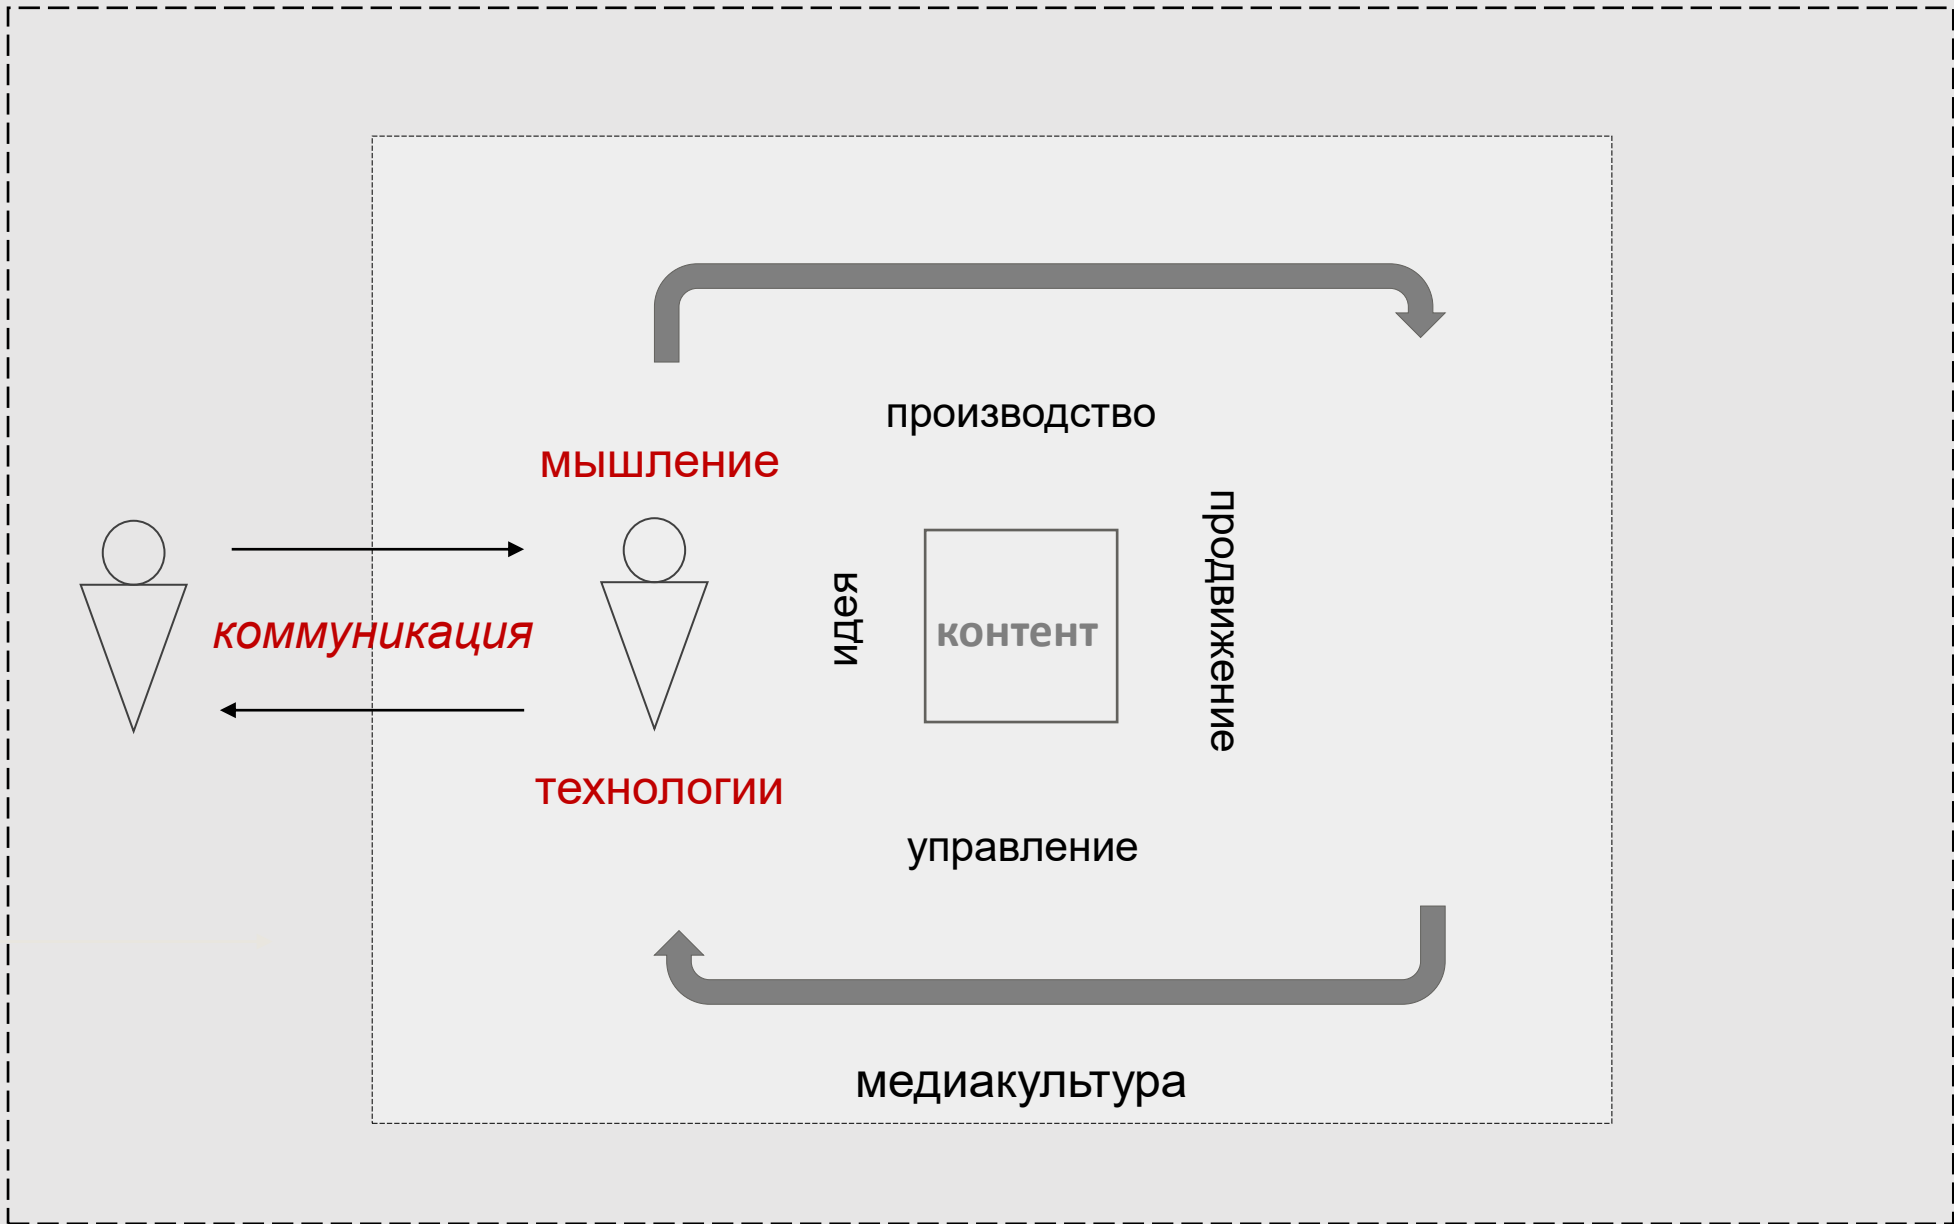 производство
мышление
продвижение
идея
контент
коммуникация
технологии
управление
медиакультура